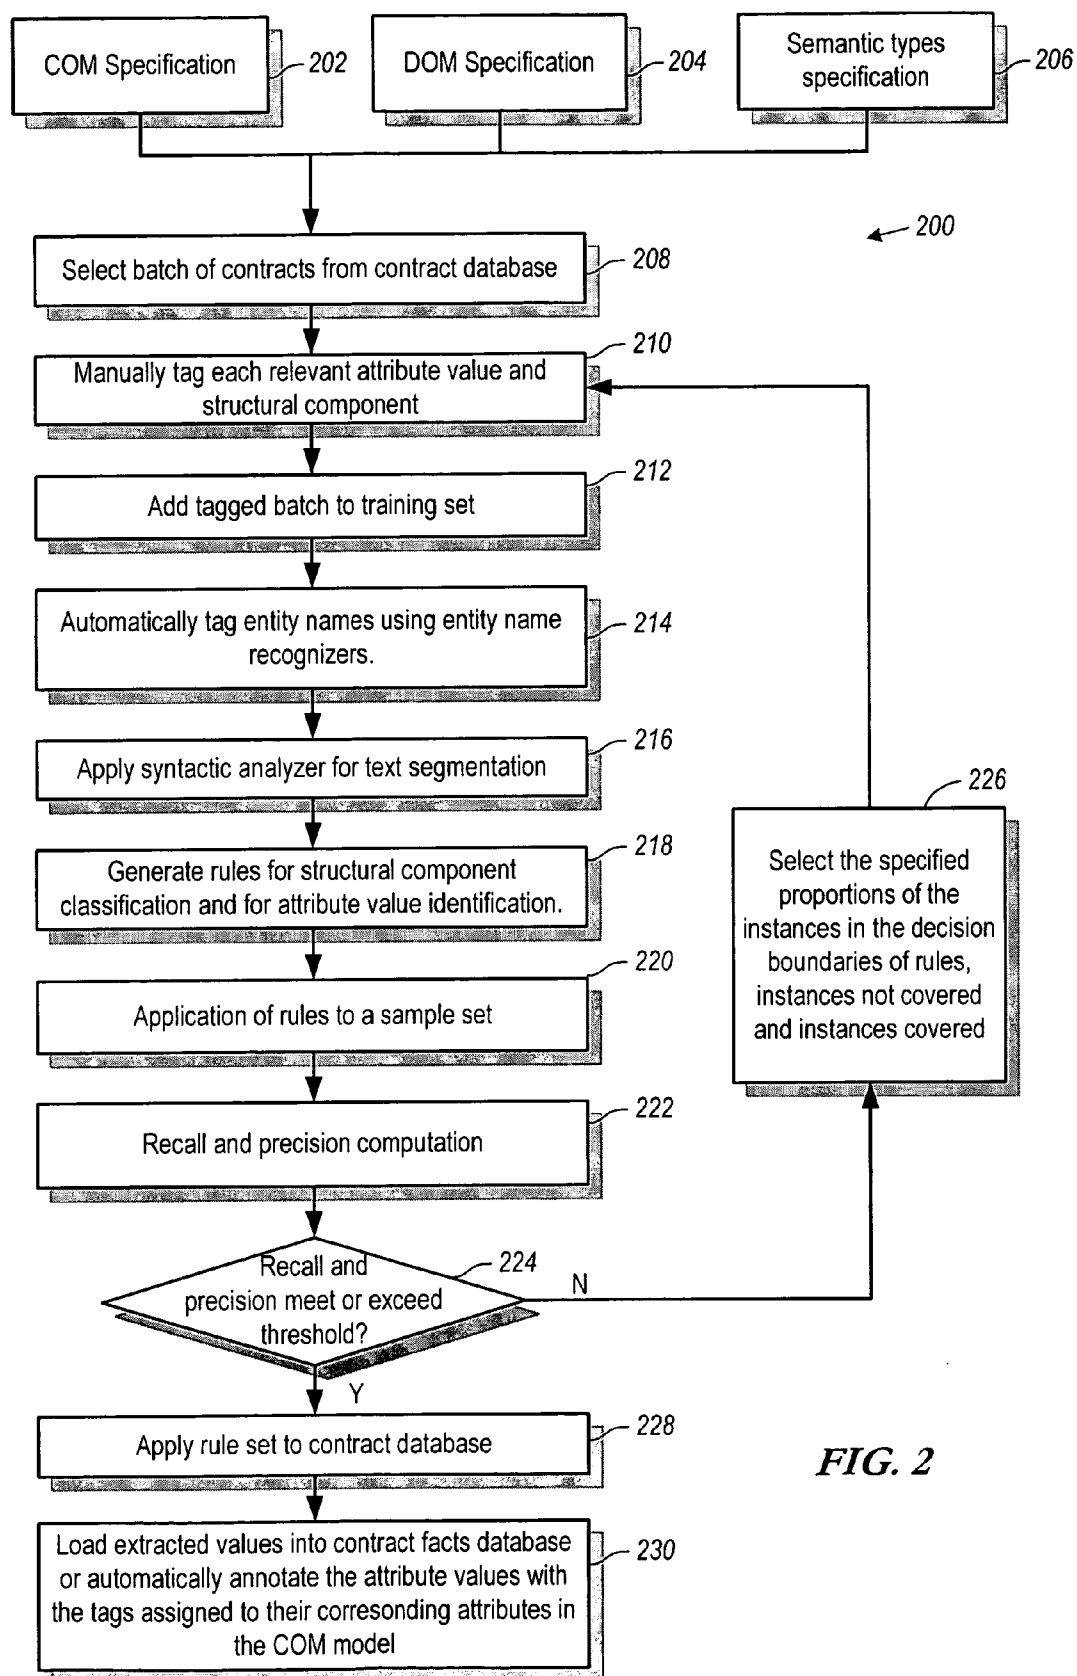 COM Specification
202
DOM Specification
204
Semantic types
specification
206
200
Select batch of contracts from contract database
208
210
Manually tag each relevant attribute value and
structural component
212
Add tagged batch to training set
Automatically tag entity names using entity name
recognizers.
214
Apply syntactic analyzer for text segmentation
216
226
Select the specified
proportions of the
instances in the decision
boundaries of rules,
instances not covered
and instances covered
Generate rules for structural component
classification and for attribute value identification.
218
220
Application of rules to a sample set
Recall and precision computation
222
Recall and
precision meet or exceed
threshold?
224
N
Y
Apply rule set to contract database
228
FIG. 2
Load extracted values into contract facts database
or automatically annotate the attribute values with
the tags assigned to their corresonding attributes in
the COM model
230